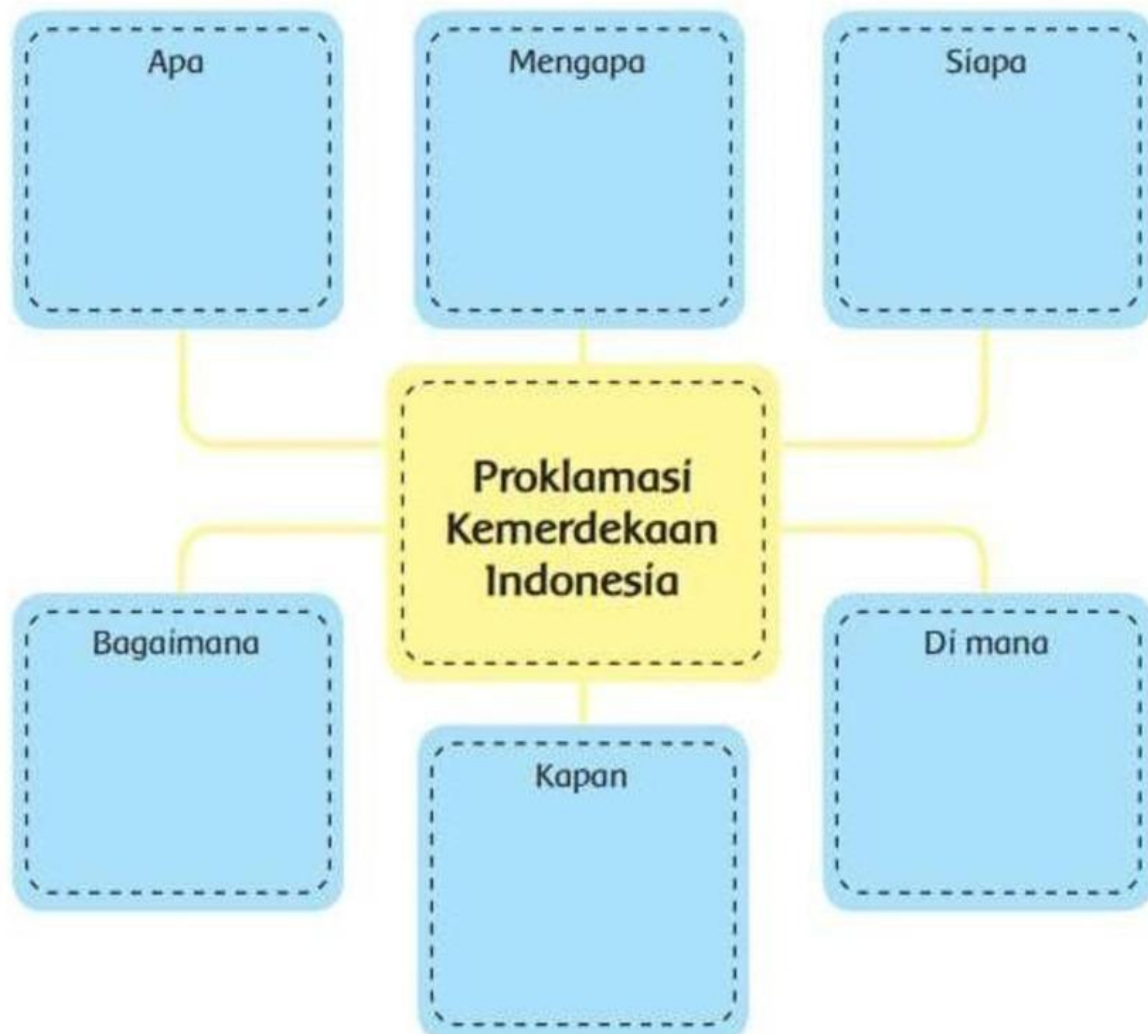 Apa
Mengapa
Siapa
Proklamasi
Kemerdekaan
Indonesia
Bagaimana
Di mana
Kapan